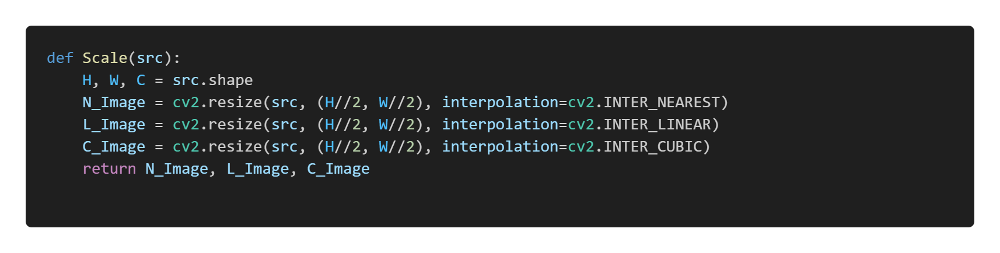 def Scale(src):
    H, W, C = src.shape
    N_Image = cv2.resize(src, (H//2, W//2), interpolation=cv2.INTER_NEAREST)
    L_Image = cv2.resize(src, (H//2, W//2), interpolation=cv2.INTER_LINEAR)
    C_Image = cv2.resize(src, (H//2, W//2), interpolation=cv2.INTER_CUBIC)
    return N_Image, L_Image, C_Image